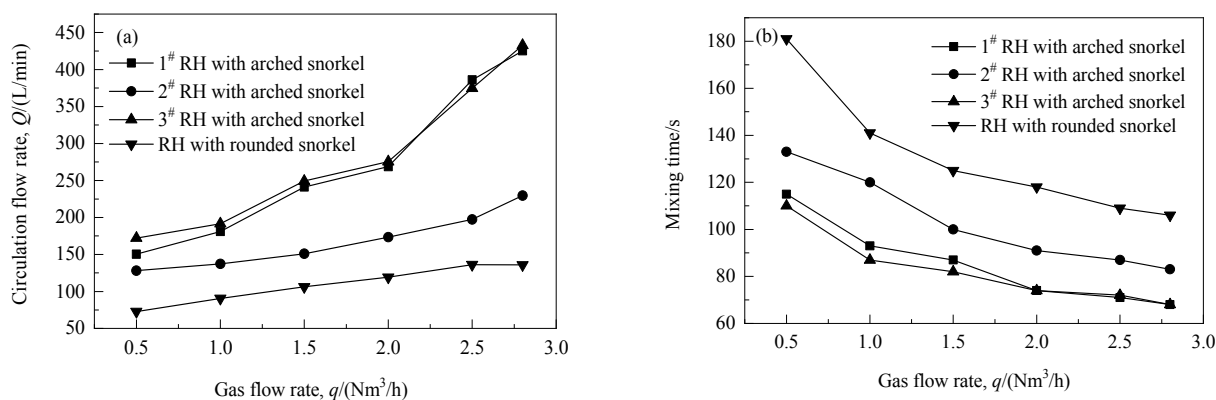 (a)
1# RH with arched snorkel
2# RH with arched snorkel
3# RH with arched snorkel
RH with rounded snorkel
Circulation flow rate, Q/(L/min)
450
400
350
300
250
200
150
100
50
0.5 1.0 1.5 2.0 2.5 3.0
Gas flow rate, q/(Nm³/h)
(b)
1# RH with arched snorkel
2# RH with arched snorkel
3# RH with arched snorkel
RH with rounded snorkel
Mixing time/s
180
160
140
120
100
80
60
0.5 1.0 1.5 2.0 2.5 3.0
Gas flow rate, q/(Nm³/h)